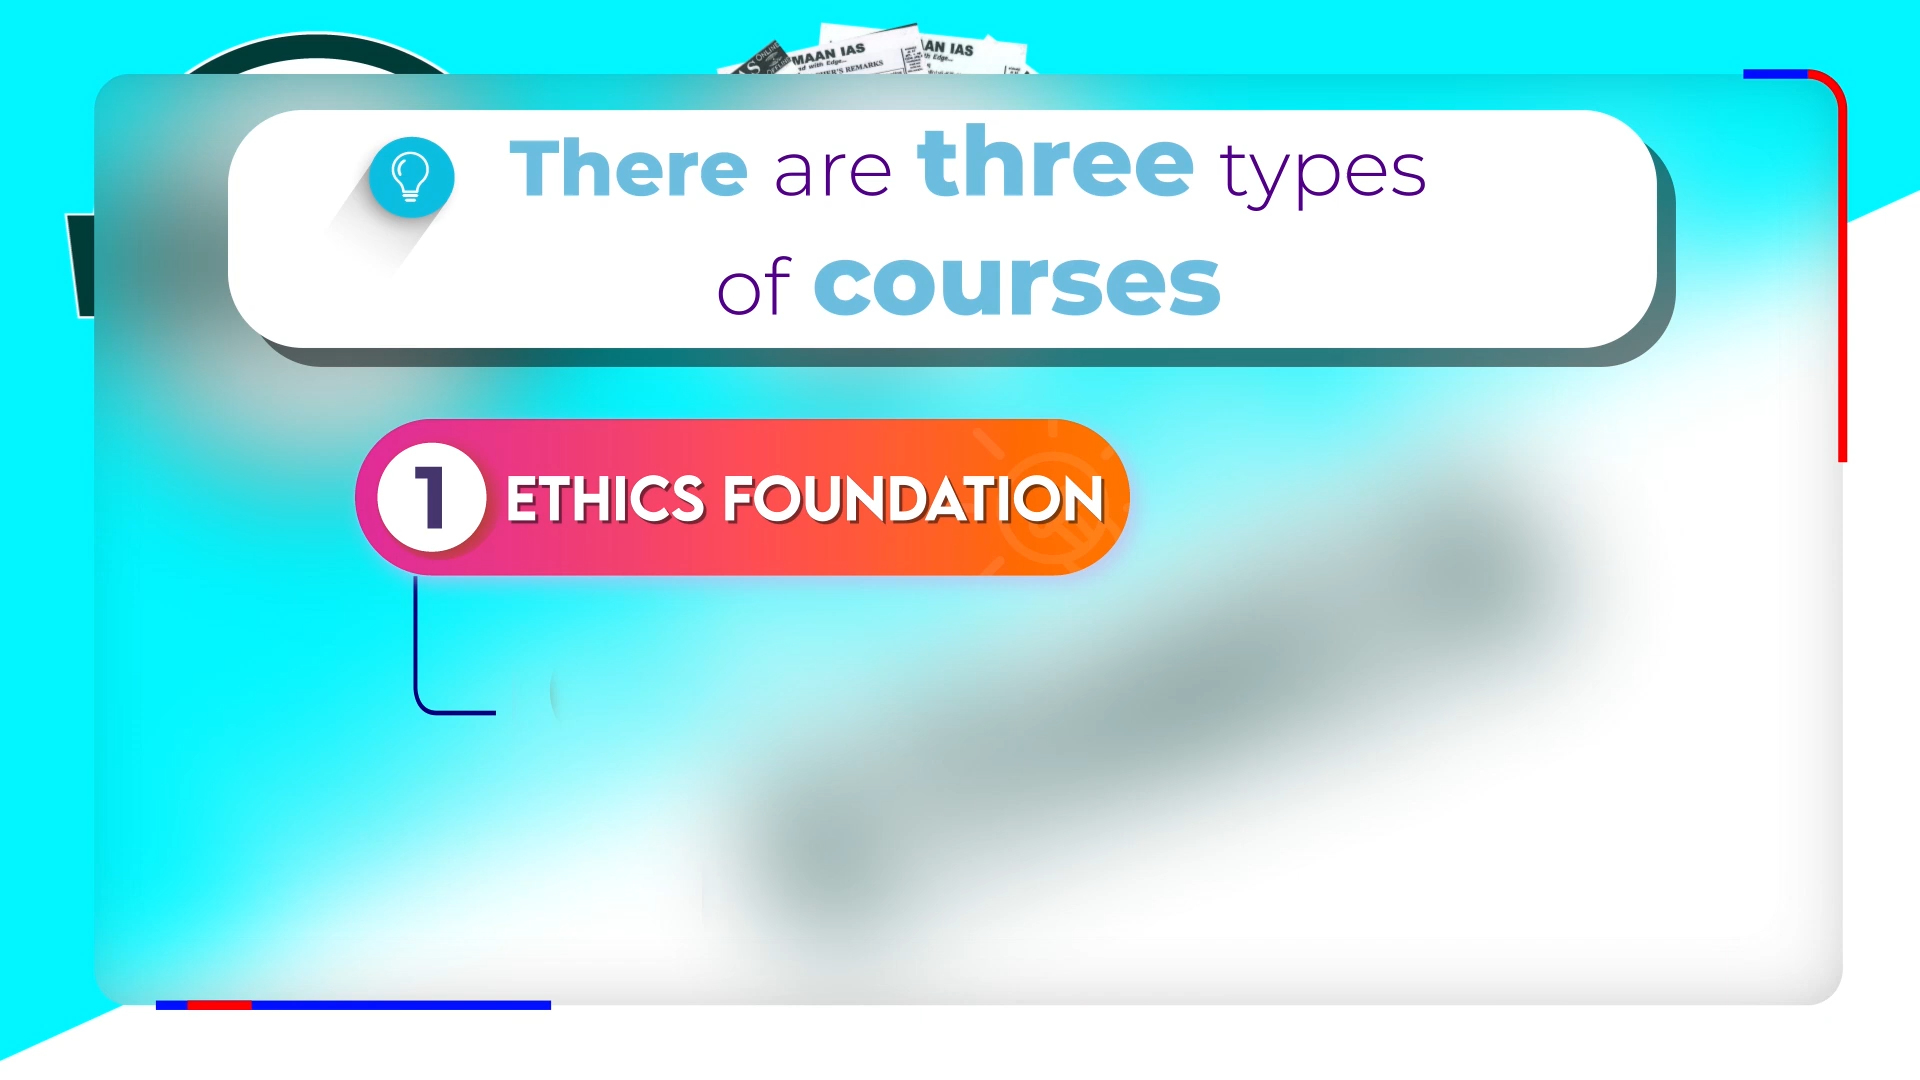 MAAN IAS
AN IAS
There are three types
of courses
1 ETHICS FOUNDATION